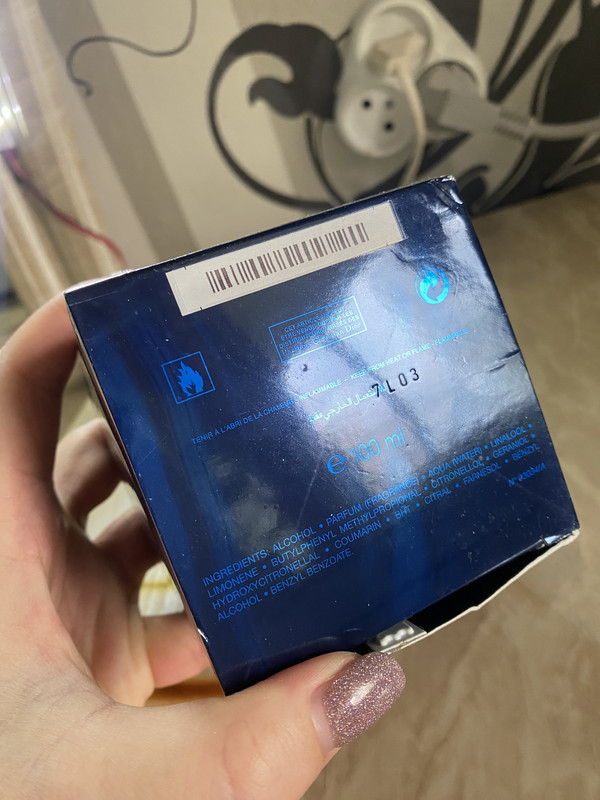 TENIR À L'ABRI DE LA CHALEUR INFLAMMABLE KEEP FROM HEAT OR FLAME FLAMMABLE
7L03
℮ 100 ml
INGREDIENTS: ALCOHOL • PARFUM (FRAGRANCE) • AQUA (WATER) • LINALOOL •
LIMONENE • BUTYLPHENYL METHYLPROPIONAL • CITRONELLOL • GERANIOL •
HYDROXYCITRONELLAL • COUMARIN • BHT • CITRAL • FARNESOL • BENZYL
ALCOHOL • BENZYL BENZOATE.